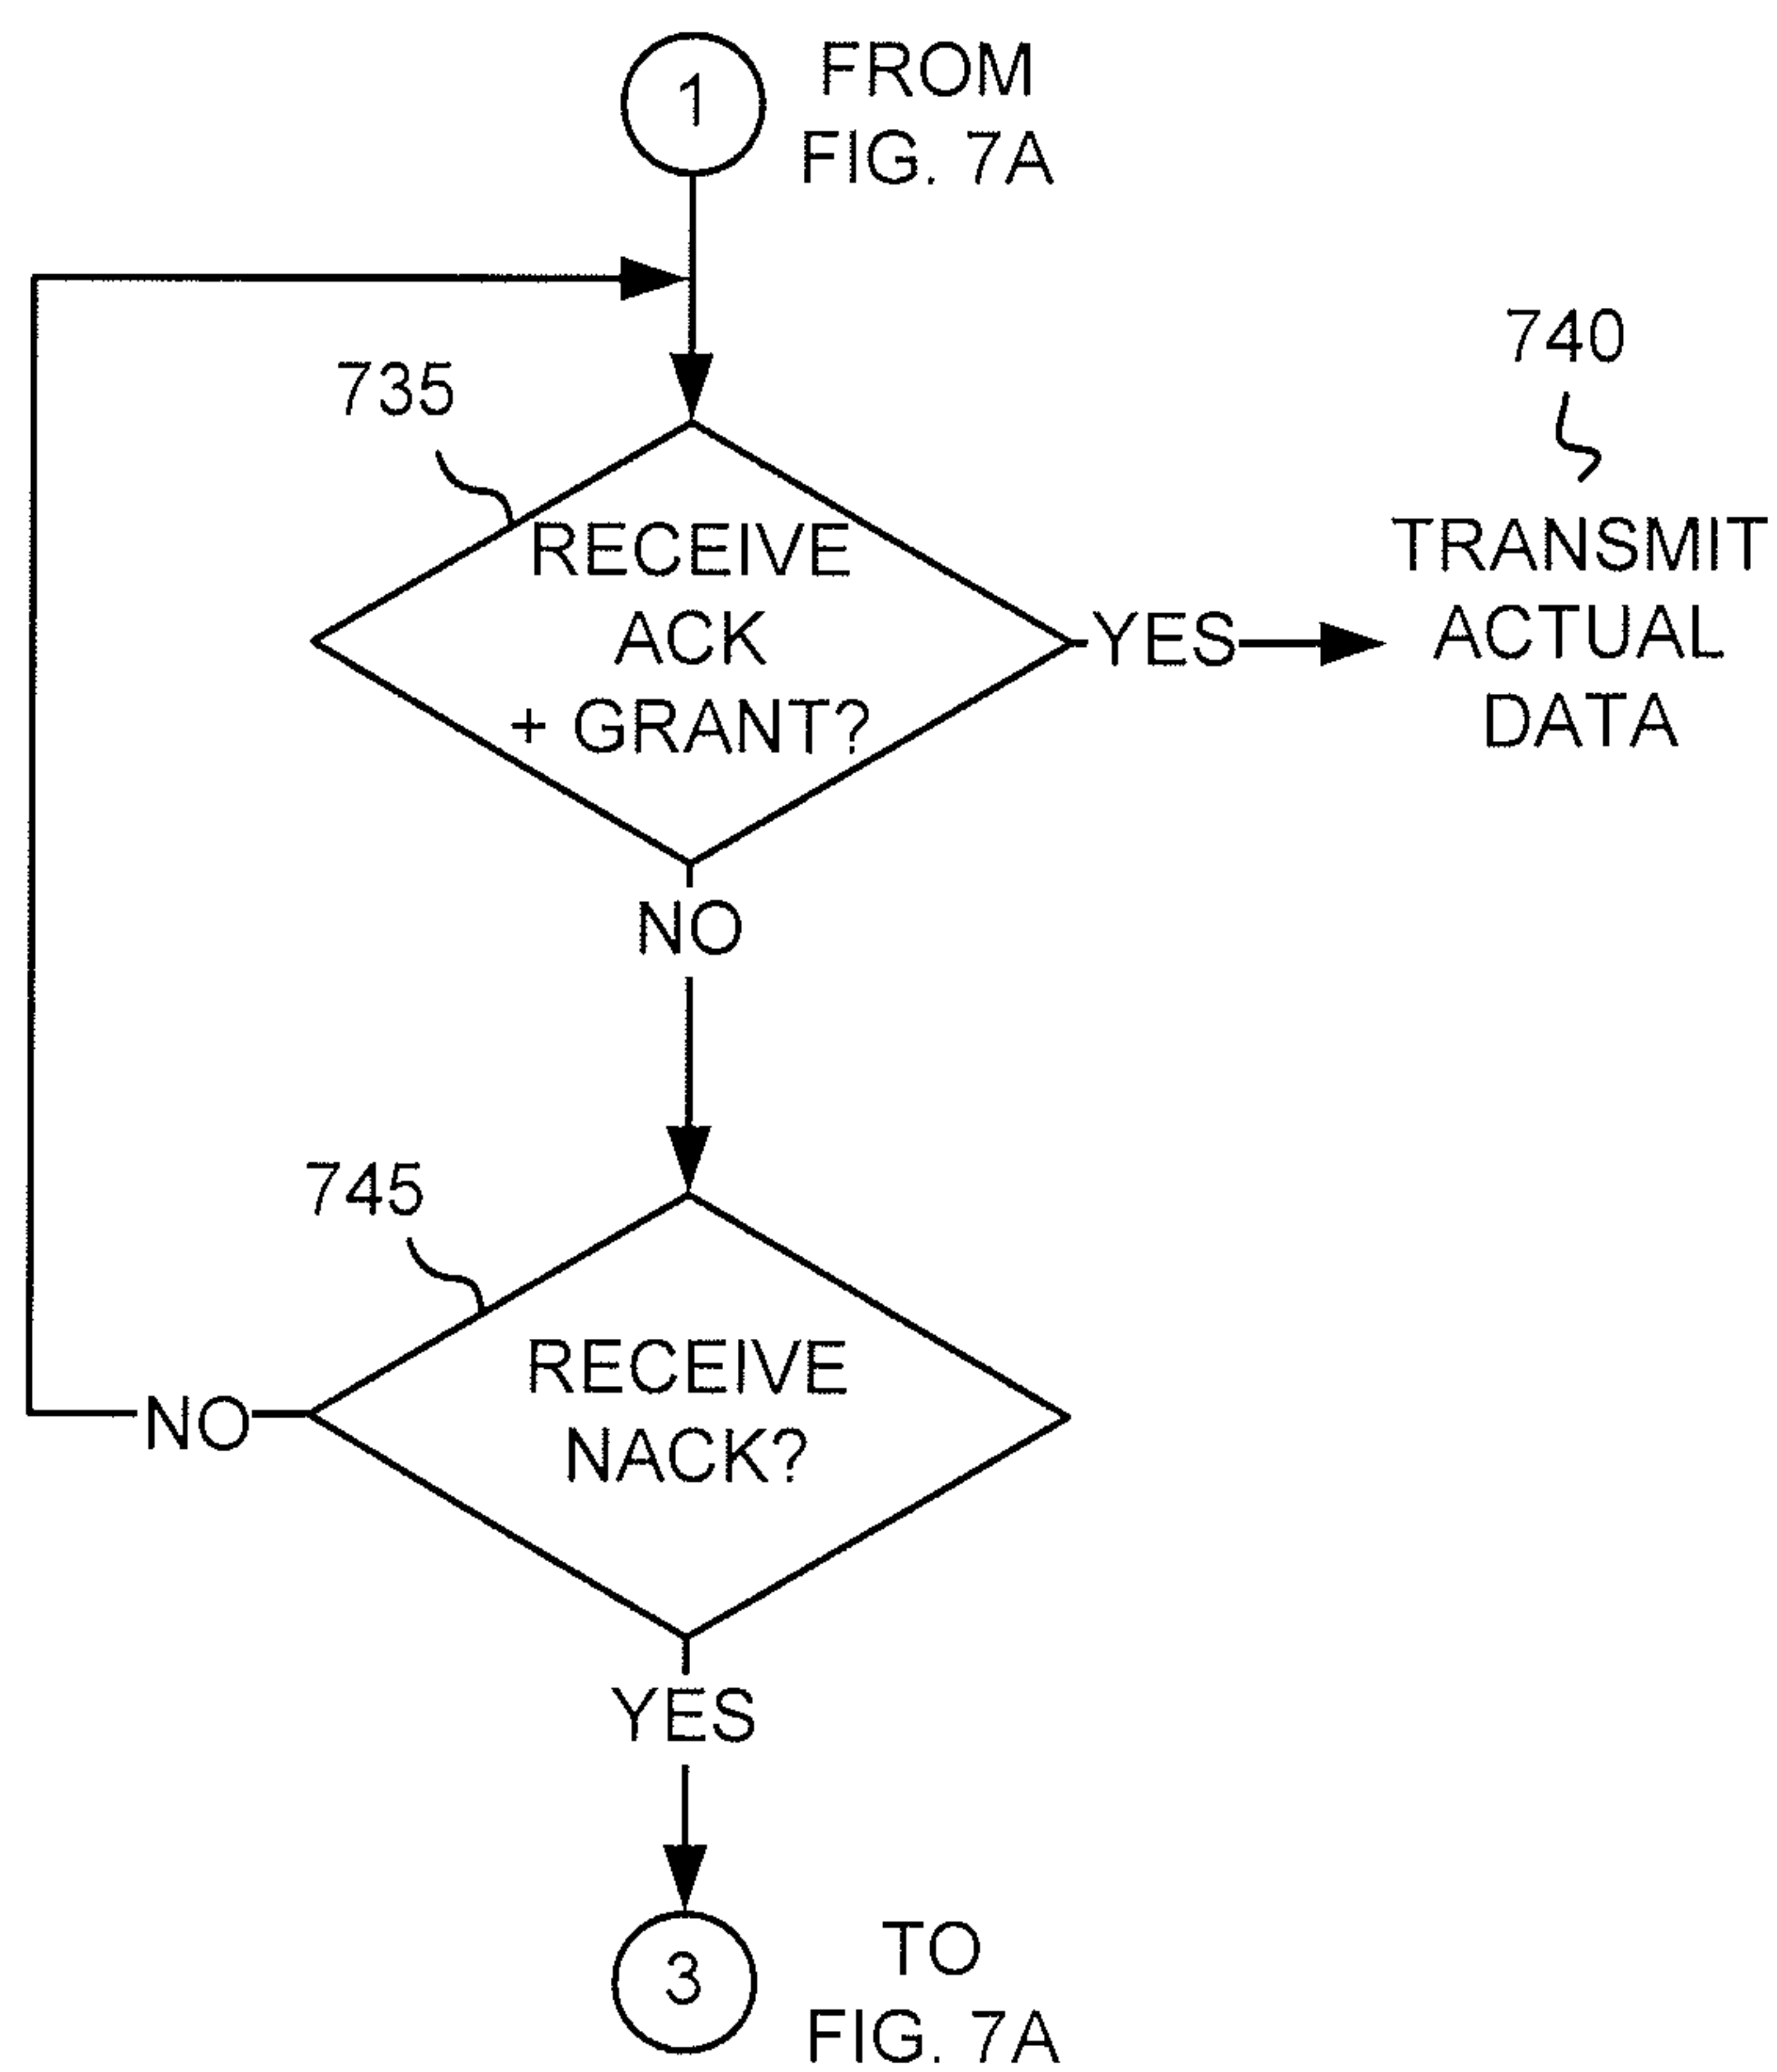 1
FROM
FIG. 7A
735
740
RECEIVE
ACK
+ GRANT?
YES
TRANSMIT
ACTUAL
DATA
NO
745
RECEIVE
NACK?
NO
YES
3
TO
FIG. 7A